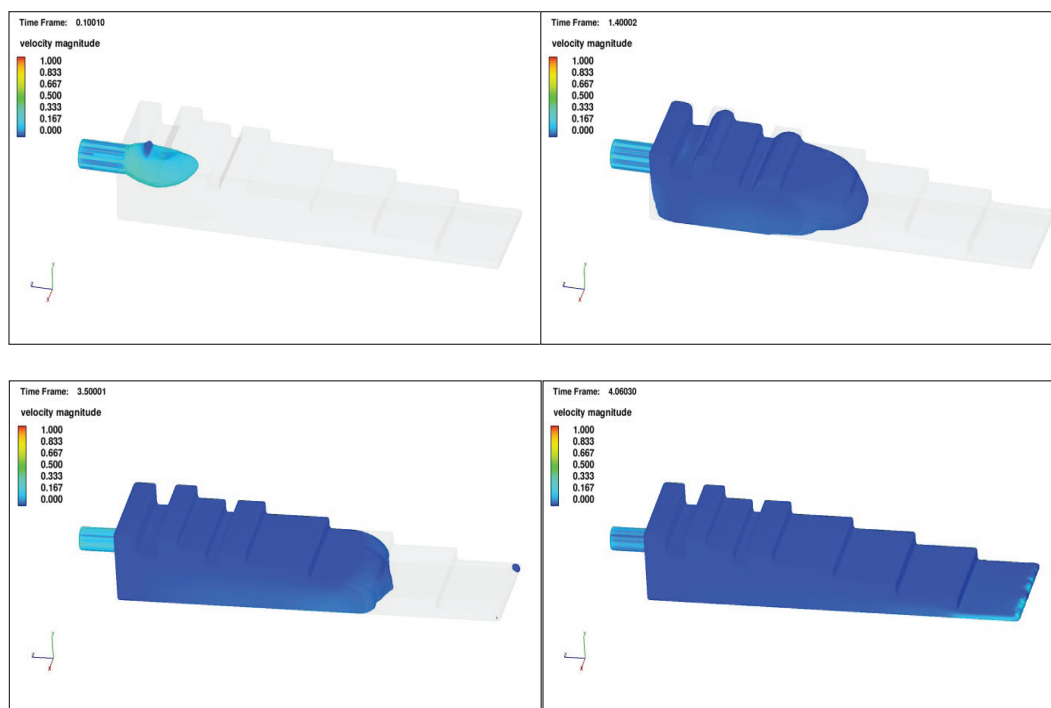 Time Frame: 0.10010
velocity magnitude
1.000
0.833
0.667
0.500
0.333
0.167
0.000
y
z
x
Time Frame: 1.40002
velocity magnitude
1.000
0.833
0.667
0.500
0.333
0.167
0.000
y
z
x
Time Frame: 3.50001
velocity magnitude
1.000
0.833
0.667
0.500
0.333
0.167
0.000
y
z
x
Time Frame: 4.06030
velocity magnitude
1.000
0.833
0.667
0.500
0.333
0.167
0.000
y
z
x